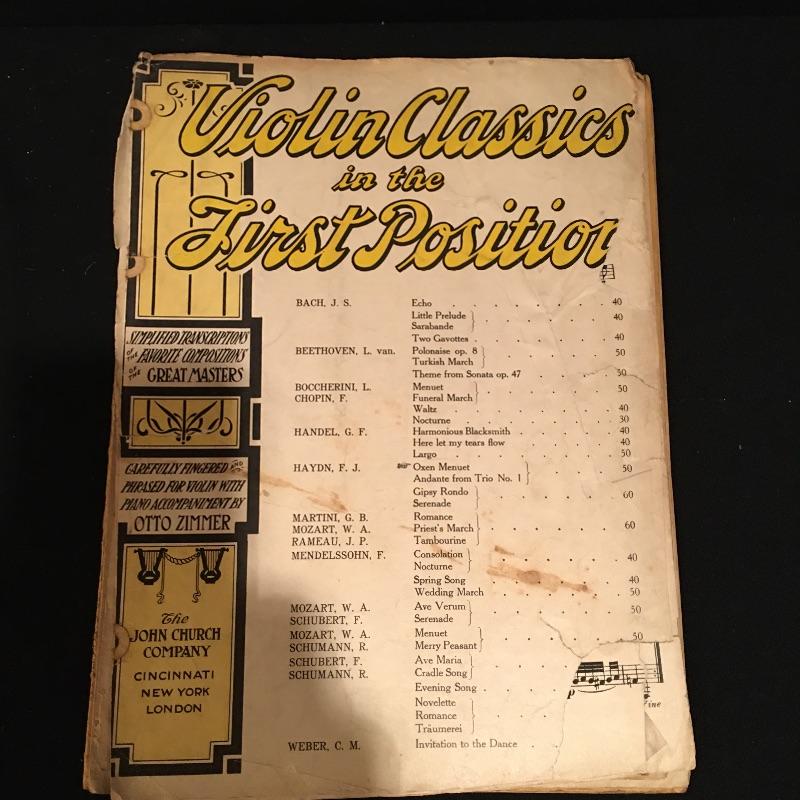 Violin Classics
in the
First Position
SIMPLIFIED TRANSCRIPTIONS
OF THE FAVORITE COMPOSITIONS
OF THE GREAT MASTERS
CAREFULLY FINGERED AND
PHRASED FOR VIOLIN WITH
PIANO ACCOMPANIMENT BY
OTTO ZIMMER
The
JOHN CHURCH
COMPANY
CINCINNATI
NEW YORK
LONDON
BACH, J. S. Echo . . . . . . . . 40
Little Prelude
Sarabande } . . . . . . . 40
Two Gavottes . . . . . . . 40
BEETHOVEN, L. van. Polonaise op. 8
Turkish March } . . . . . . . 50
Theme from Sonata op. 47 . . . . . 50
BOCCHERINI, L. Menuet
CHOPIN, F. Funeral March } . . . . . . . 50
Waltz . . . . . . . . 40
Nocturne . . . . . . . . 30
HANDEL, G. F. Harmonious Blacksmith . . . . . 40
Here let my tears flow . . . . . 40
Largo . . . . . . . . 50
HAYDN, F. J. Oxen Menuet
Andante from Trio No. 1 } . . . . . 50
Gipsy Rondo
Serenade } . . . . . . . 60
MARTINI, G. B. Romance
MOZART, W. A. Priest's March } . . . . . . . 60
RAMEAU, J. P. Tambourine
MENDELSSOHN, F. Consolation
Nocturne } . . . . . . . 40
Spring Song . . . . . . . 40
Wedding March . . . . . . . 50
MOZART, W. A. Ave Verum
SCHUBERT, F. Serenade } . . . . . . . 50
MOZART, W. A. Menuet
SCHUMANN, R. Merry Peasant } . . . . . . . 50
SCHUBERT, F. Ave Maria
SCHUMANN, R. Cradle Song } . . . .
Evening Song . . . .
Novelette
Romance
Träumerei } . . . .
WEBER, C. M. Invitation to the Dance . .
p
ine